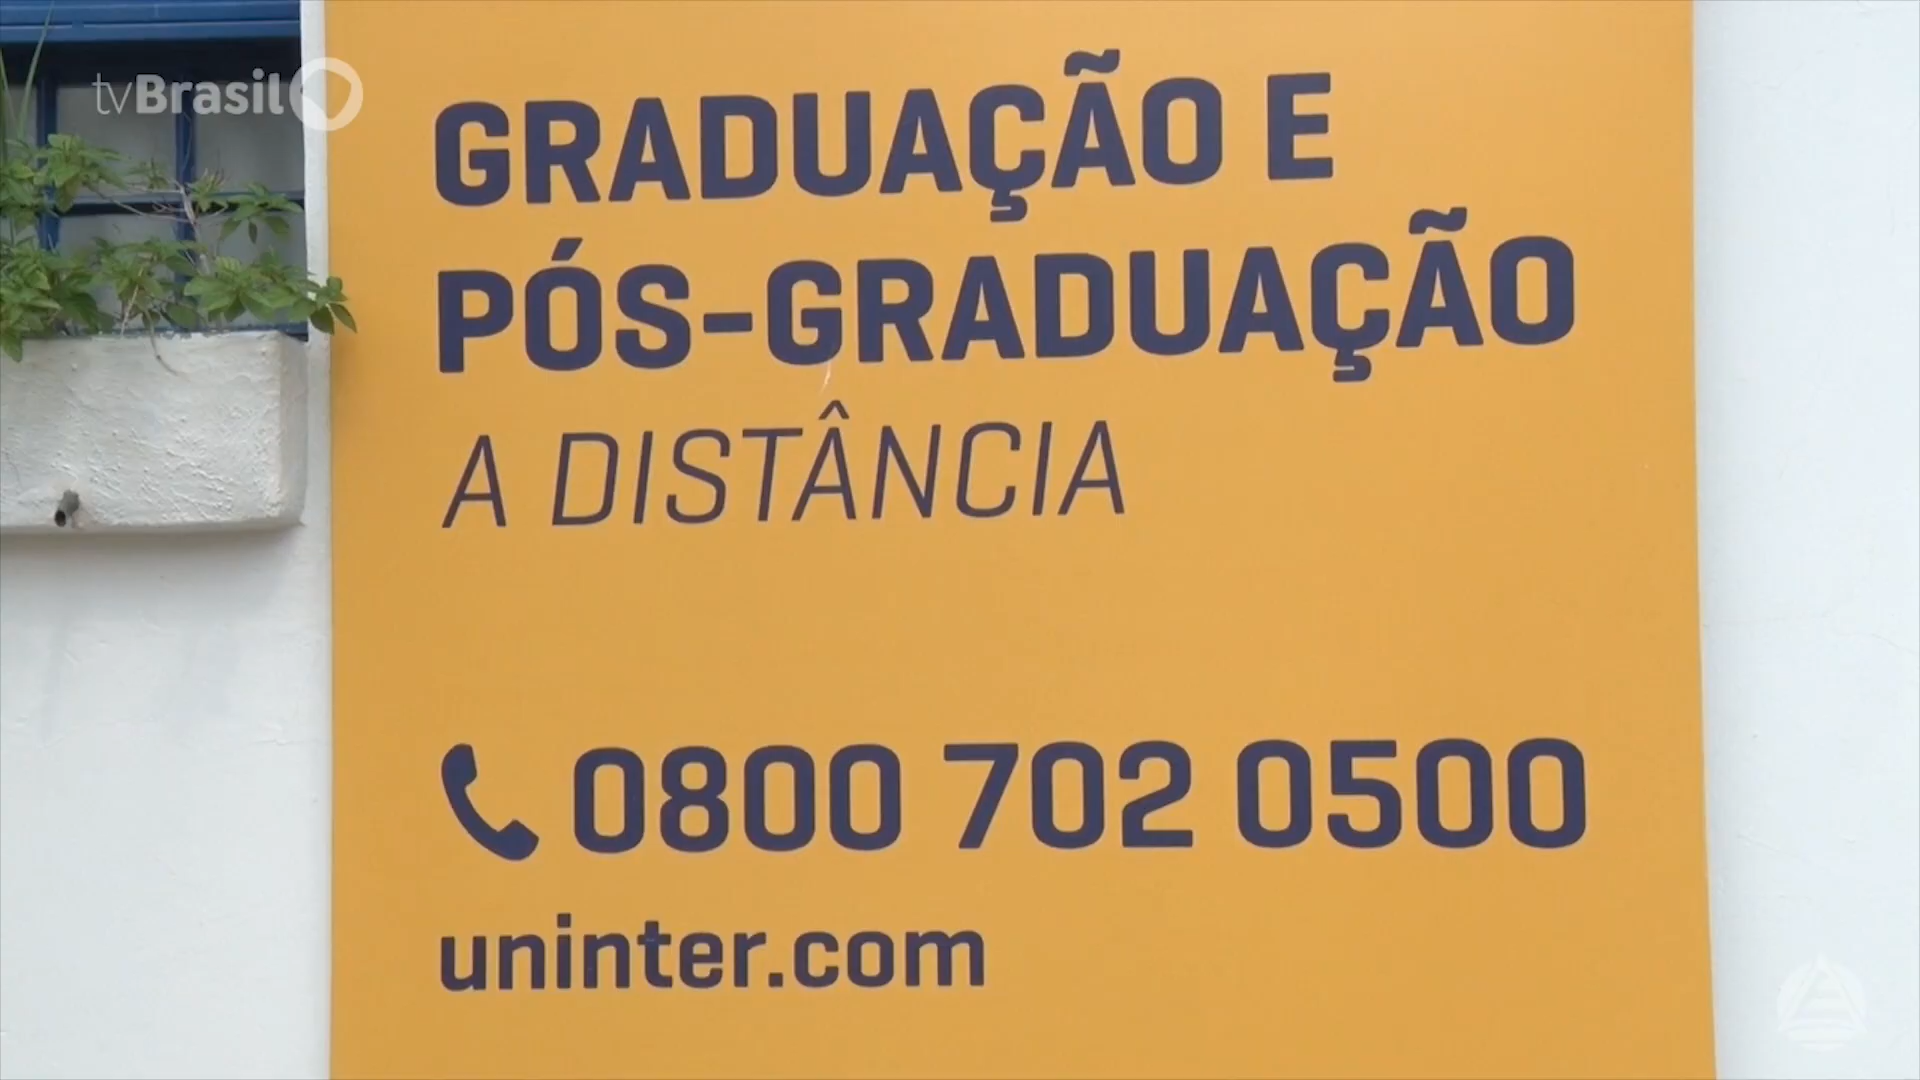 tvBrasil
GRADUAÇÃO E
PÓS-GRADUAÇÃO
A DISTÂNCIA
0800 702 0500
uninter.com